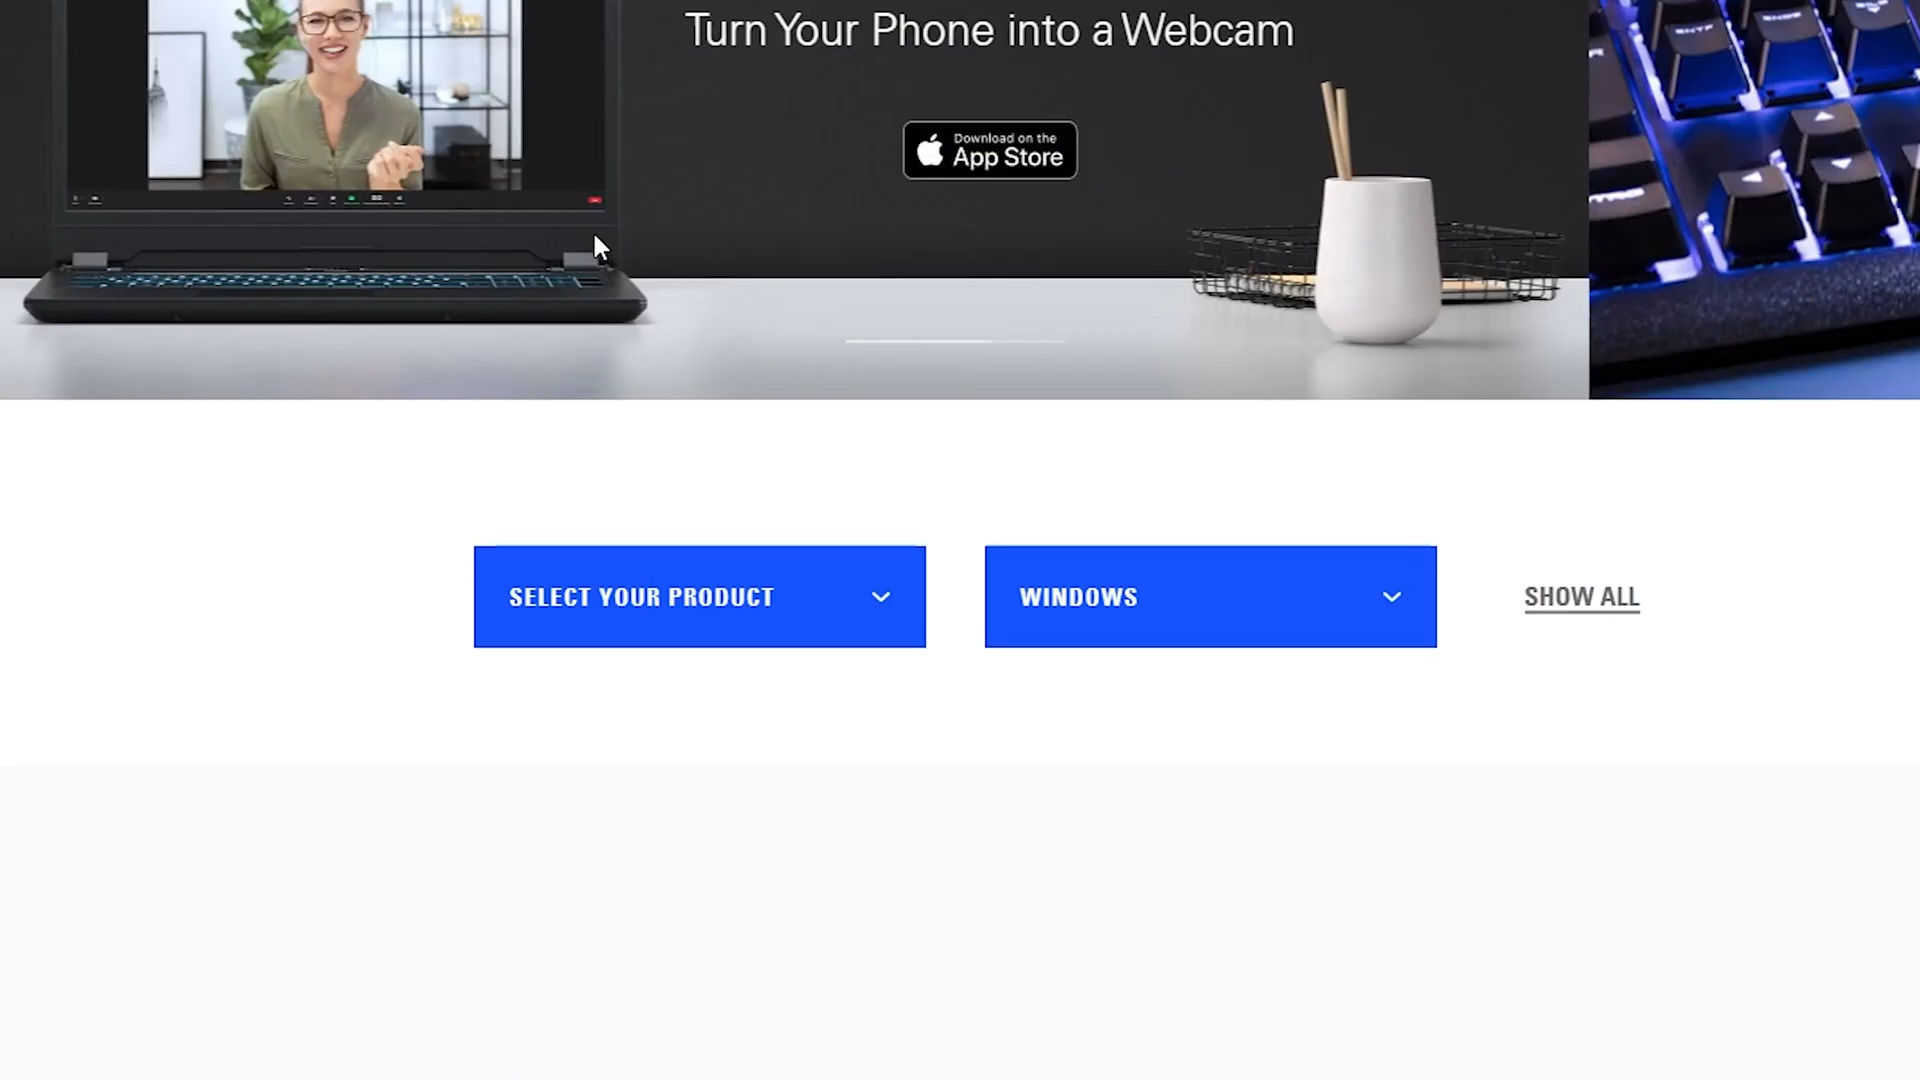 Turn Your Phone into a Webcam
Download on the
App Store
SELECT YOUR PRODUCT
WINDOWS
SHOW ALL